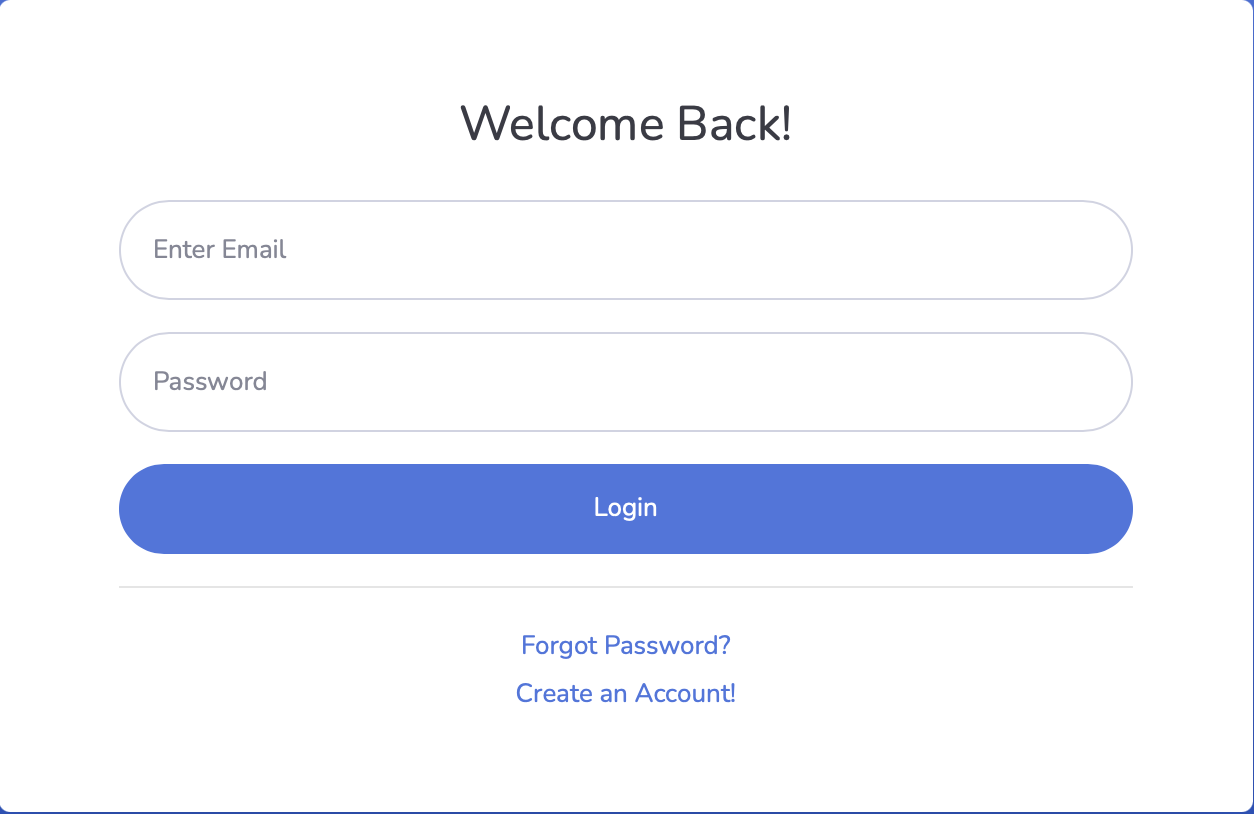 Welcome Back!
Enter Email
Password
Login
Forgot Password?
Create an Account!